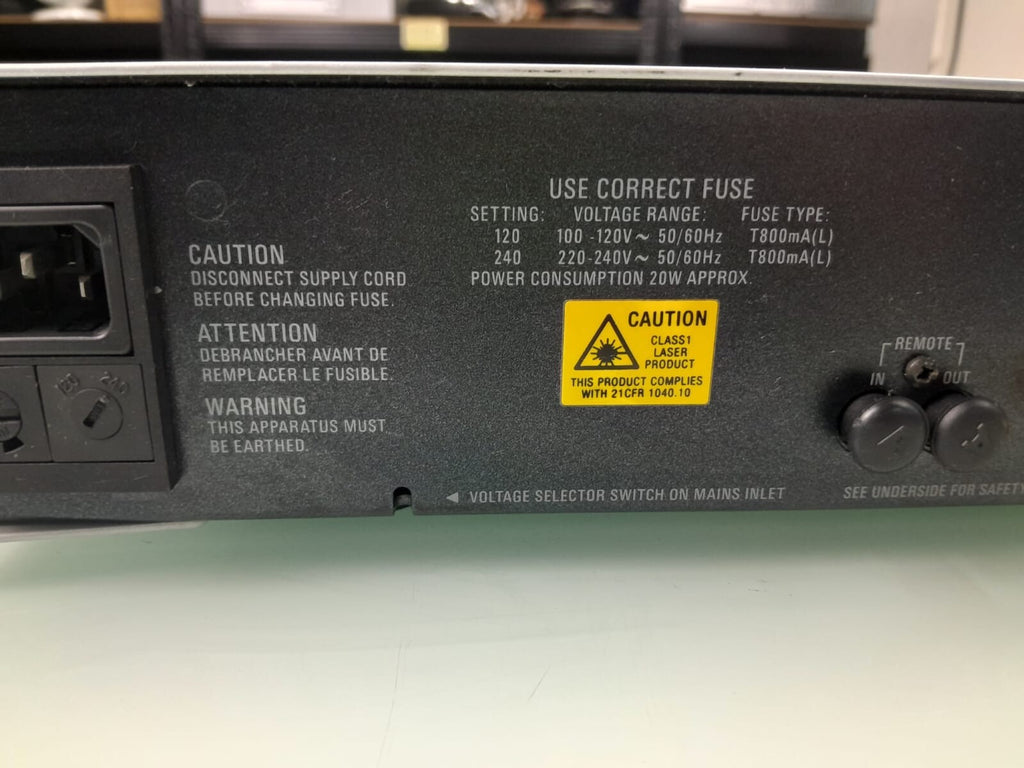 CAUTION
DISCONNECT SUPPLY CORD
BEFORE CHANGING FUSE.
ATTENTION
DEBRANCHER AVANT DE
REMPLACER LE FUSIBLE.
WARNING
THIS APPARATUS MUST
BE EARTHED.
120 240
USE CORRECT FUSE
SETTING: VOLTAGE RANGE: FUSE TYPE:
120 100 -120V~ 50/60Hz T800mA(L)
240 220-240V~ 50/60Hz T800mA(L)
POWER CONSUMPTION 20W APPROX.
CAUTION
CLASS1
LASER
PRODUCT
THIS PRODUCT COMPLIES
WITH 21CFR 1040.10
REMOTE
IN OUT
◄ VOLTAGE SELECTOR SWITCH ON MAINS INLET
SEE UNDERSIDE FOR SAFETY